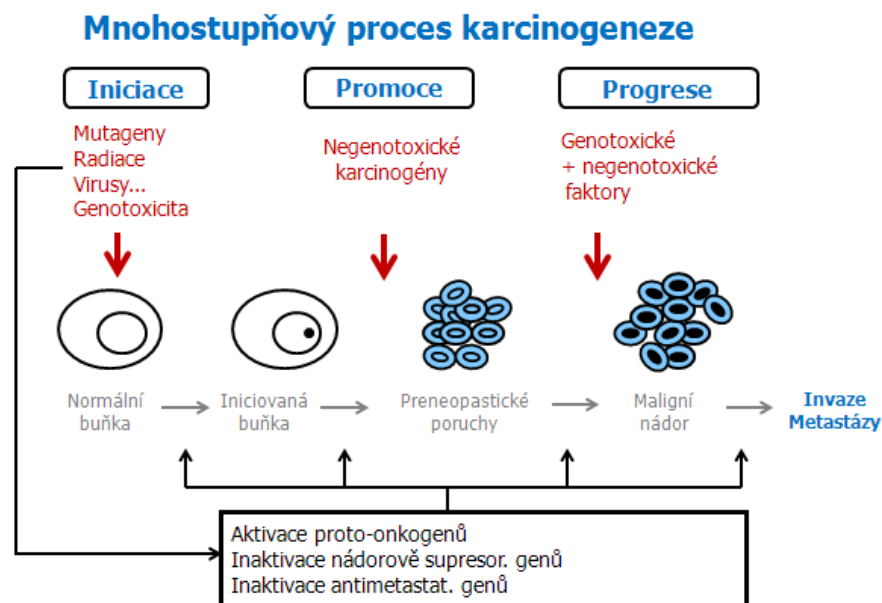 Mnohostupňový proces karcinogeneze
Iniciace
Promoce
Progrese
Mutageny
Radiace
Virusy...
Genotoxicita
Negenotoxické
karcinogény
Genotoxické
+ negenotoxické
faktory
Normální
buňka
Iniciovaná
buňka
Preneopastické
poruchy
Maligní
nádor
Invaze
Metastázy
Aktivace proto-onkogenů
Inaktivace nádorově supresor. genů
Inaktivace antimetastat. genů